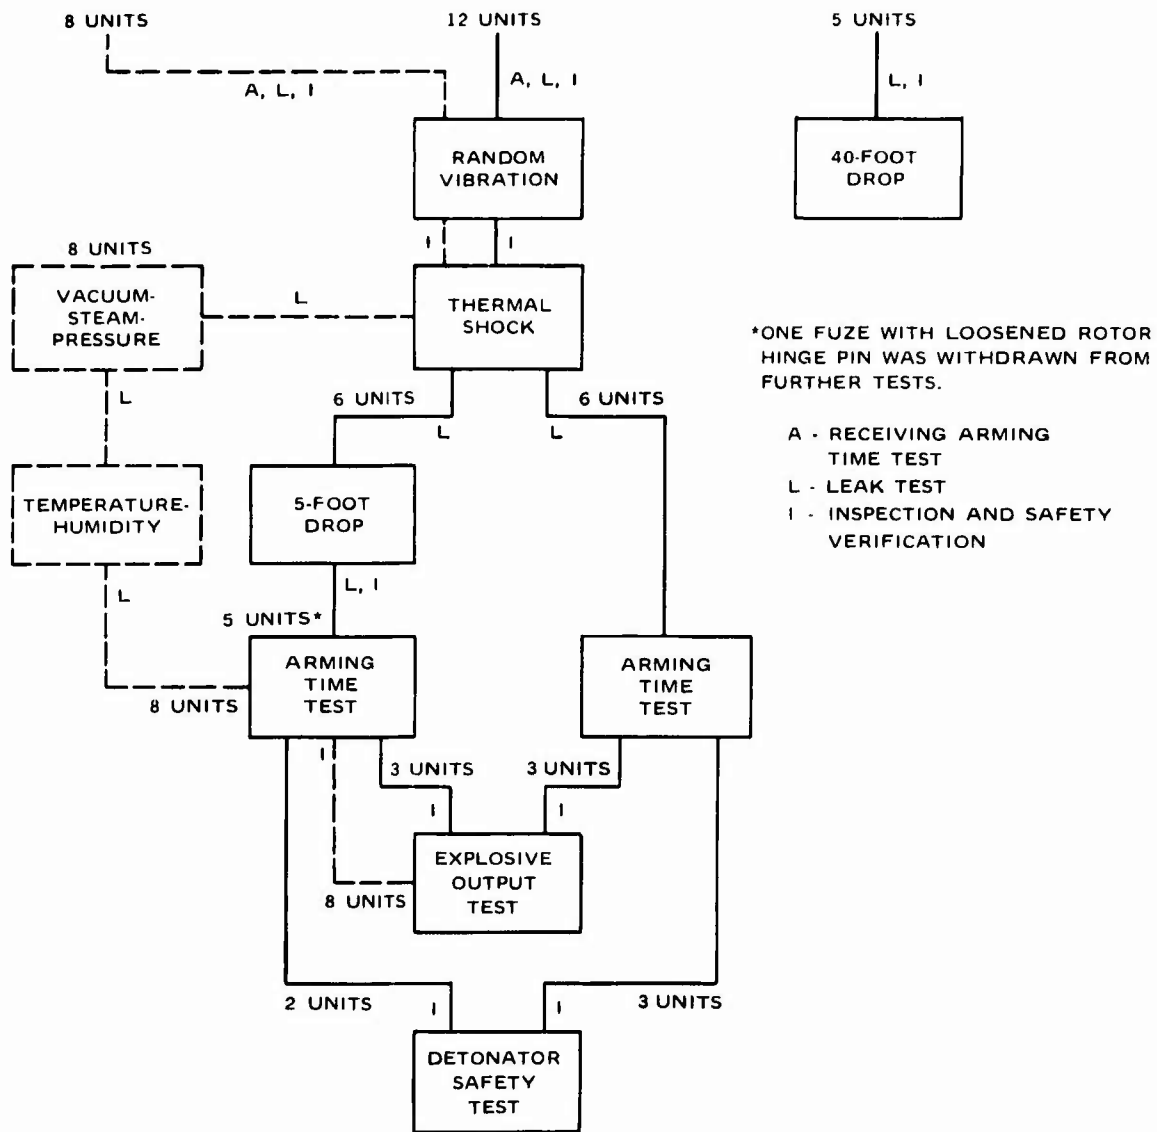 8 UNITS
12 UNITS
5 UNITS
A, L, I
A, L, I
L, I
RANDOM
VIBRATION
40-FOOT
DROP
I
I
8 UNITS
VACUUM-
STEAM-
PRESSURE
L
THERMAL
SHOCK
*ONE FUZE WITH LOOSENED ROTOR
HINGE PIN WAS WITHDRAWN FROM
FURTHER TESTS.
6 UNITS
6 UNITS
L
L
L
A - RECEIVING ARMING
TIME TEST
L - LEAK TEST
I - INSPECTION AND SAFETY
VERIFICATION
TEMPERATURE-
HUMIDITY
5-FOOT
DROP
L
L, I
5 UNITS*
8 UNITS
ARMING
TIME
TEST
ARMING
TIME
TEST
I
3 UNITS
3 UNITS
I
I
EXPLOSIVE
OUTPUT
TEST
8 UNITS
2 UNITS
3 UNITS
I
I
DETONATOR
SAFETY
TEST